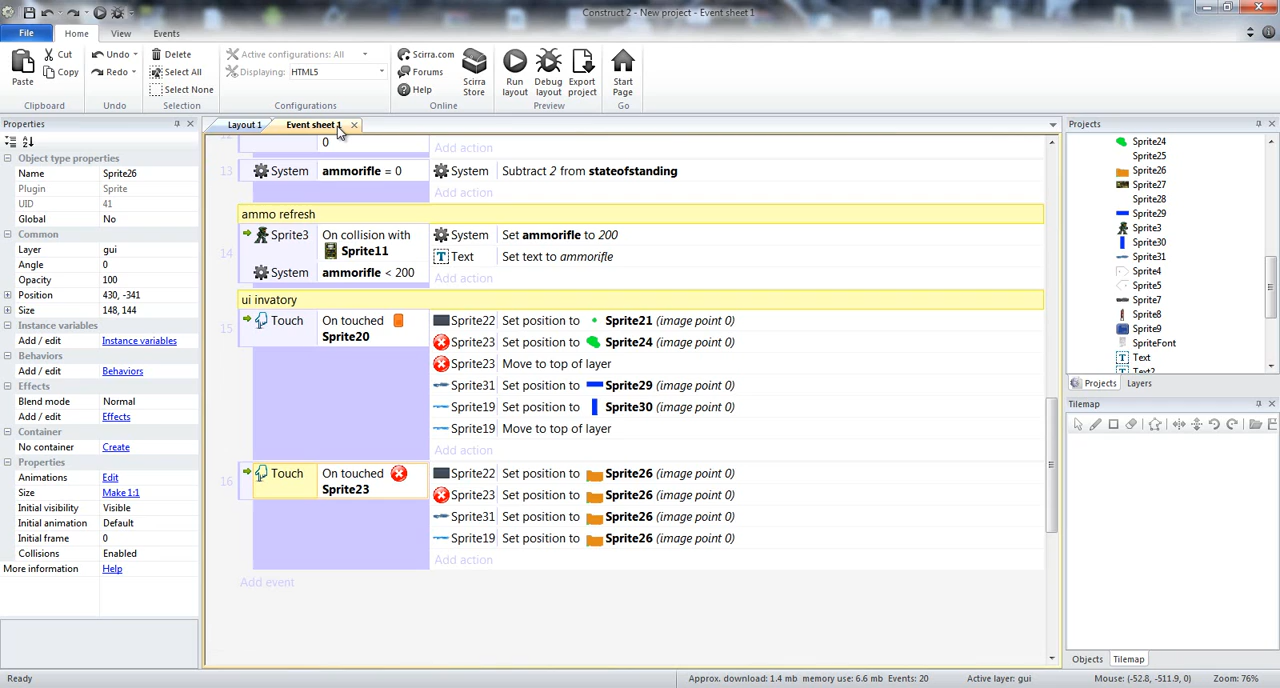 Construct 2 - New project - Event sheet 1
File Home View Events
Paste Cut Copy
Undo Redo
Delete
Select All
Select None
Active configurations: All
Displaying: HTML5
Scirra.com
Forums
Help
Scirra Store
Run layout
Debug layout
Export project
Start Page
Clipboard Undo Selection Configurations Online Preview Go
Properties
Object type properties
Name Sprite26
Plugin Sprite
UID 41
Global No
Common
Layer gui
Angle 0
Opacity 100
Position 430, -341
Size 148, 144
Instance variables
Add / edit Instance variables
Behaviors
Add / edit Behaviors
Effects
Blend mode Normal
Add / edit Effects
Container
No container Create
Properties
Animations Edit
Size Make 1:1
Initial visibility Visible
Initial animation Default
Initial frame 0
Collisions Enabled
More information Help
Layout 1 Event sheet 1
0 Add action
13 System ammorifle = 0 System Subtract 2 from stateofstanding
Add action
ammo refresh
14 Sprite3 On collision with Sprite11 System Set ammorifle to 200
Text Set text to ammorifle
System ammorifle < 200 Add action
ui invatory
15 Touch On touched Sprite20 Sprite22 Set position to Sprite21 (image point 0)
Sprite23 Set position to Sprite24 (image point 0)
Sprite23 Move to top of layer
Sprite31 Set position to Sprite29 (image point 0)
Sprite19 Set position to Sprite30 (image point 0)
Sprite19 Move to top of layer
Add action
16 Touch On touched Sprite23 Sprite22 Set position to Sprite26 (image point 0)
Sprite23 Set position to Sprite26 (image point 0)
Sprite31 Set position to Sprite26 (image point 0)
Sprite19 Set position to Sprite26 (image point 0)
Add action
Add event
Projects
Sprite24
Sprite25
Sprite26
Sprite27
Sprite28
Sprite29
Sprite3
Sprite30
Sprite31
Sprite4
Sprite5
Sprite7
Sprite8
Sprite9
SpriteFont
Text
Text2
Projects Layers
Tilemap
Objects Tilemap
Ready Approx. download: 1.4 mb memory use: 6.6 mb Events: 20 Active layer: gui Mouse: (-52.8, -511.9, 0) Zoom: 76%